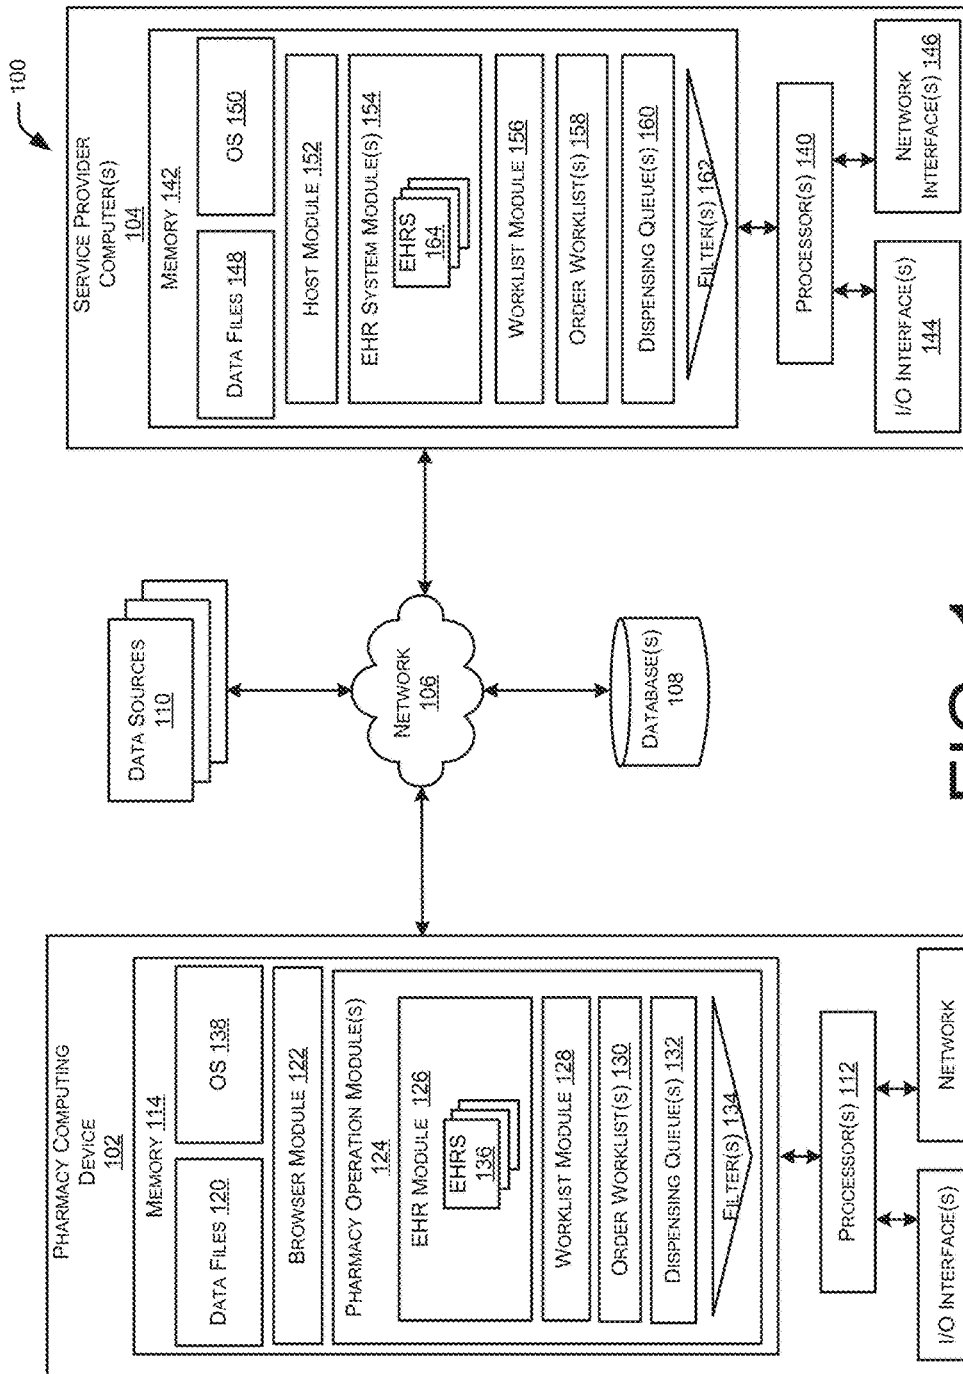 100
PHARMACY COMPUTING
DEVICE
102
MEMORY 114
DATA FILES 120
OS 138
BROWSER MODULE 122
PHARMACY OPERATION MODULE(S)
124
EHR MODULE 126
EHRS
136
WORKLIST MODULE 128
ORDER WORKLIST(S) 130
DISPENSING QUEUE(S) 132
FILTER(S) 134
PROCESSOR(S) 112
I/O INTERFACE(S)
NETWORK
DATA SOURCES
110
NETWORK
106
DATABASE(S)
108
SERVICE PROVIDER
COMPUTER(S)
104
MEMORY 142
DATA FILES 148
OS 150
HOST MODULE 152
EHR SYSTEM MODULE(S) 154
EHRS
164
WORKLIST MODULE 156
ORDER WORKLIST(S) 158
DISPENSING QUEUE(S) 160
FILTER(S) 162
PROCESSOR(S) 140
I/O INTERFACE(S)
144
NETWORK
INTERFACE(S) 146